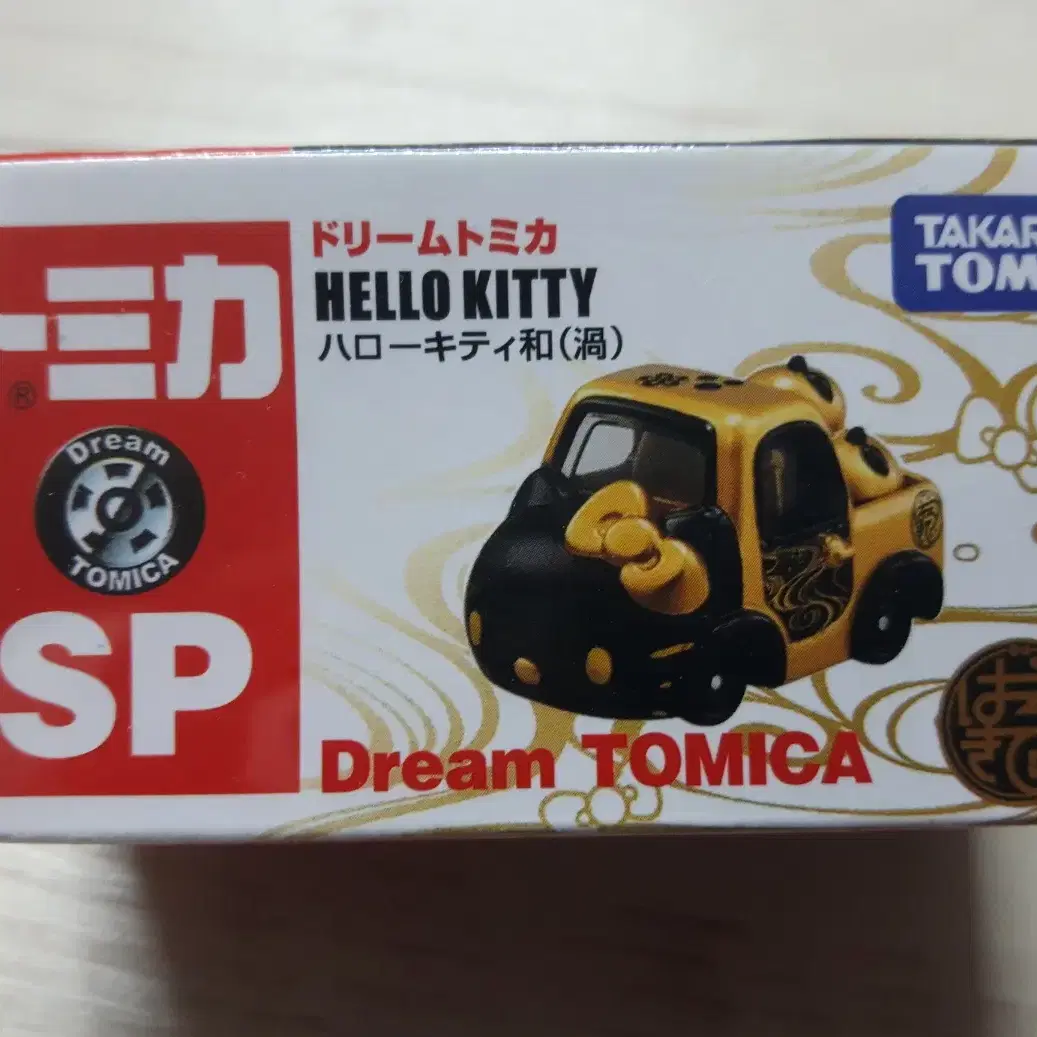 ーミカ
®
Dream
TOMICA
SP
ドリームトミカ
HELLO KITTY
ハローキティ和(渦)
TAKAR
TOM
Dream TOMICA